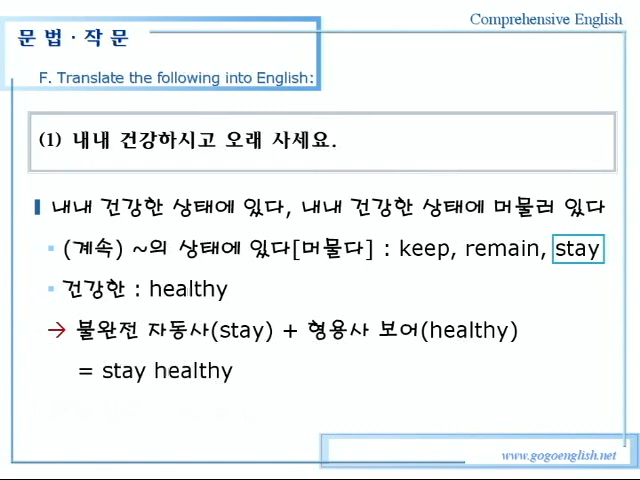 Comprehensive English
문 법 · 작 문
F. Translate the following into English:
(1) 내내 건강하시고 오래 사세요.
내내 건강한 상태에 있다, 내내 건강한 상태에 머물러 있다
(계속) ~의 상태에 있다[머물다] : keep, remain, stay
건강한 : healthy
→ 불완전 자동사(stay) + 형용사 보어(healthy)
= stay healthy
www.gogoenglish.net